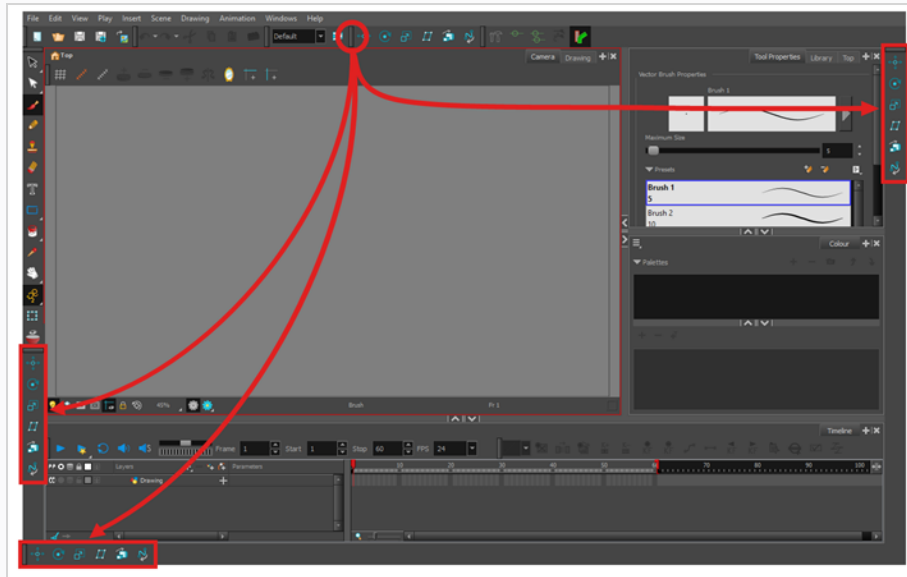 File Edit View Play Insert Scene Drawing Animation Windows Help
Default
Top
Camera Drawing
Tool Properties Library Top
Vector Brush Properties
Brush 1
Maximum Size
5
Presets
Brush 1
5
Brush 2
10
Colour
Palettes
45%
Brush
Fr 1
Timeline
Frame 1 Start 1 Stop 60 FPS 24
Layers
Parameters
10 20 30 40 50 60 70 80 90 100
Drawing